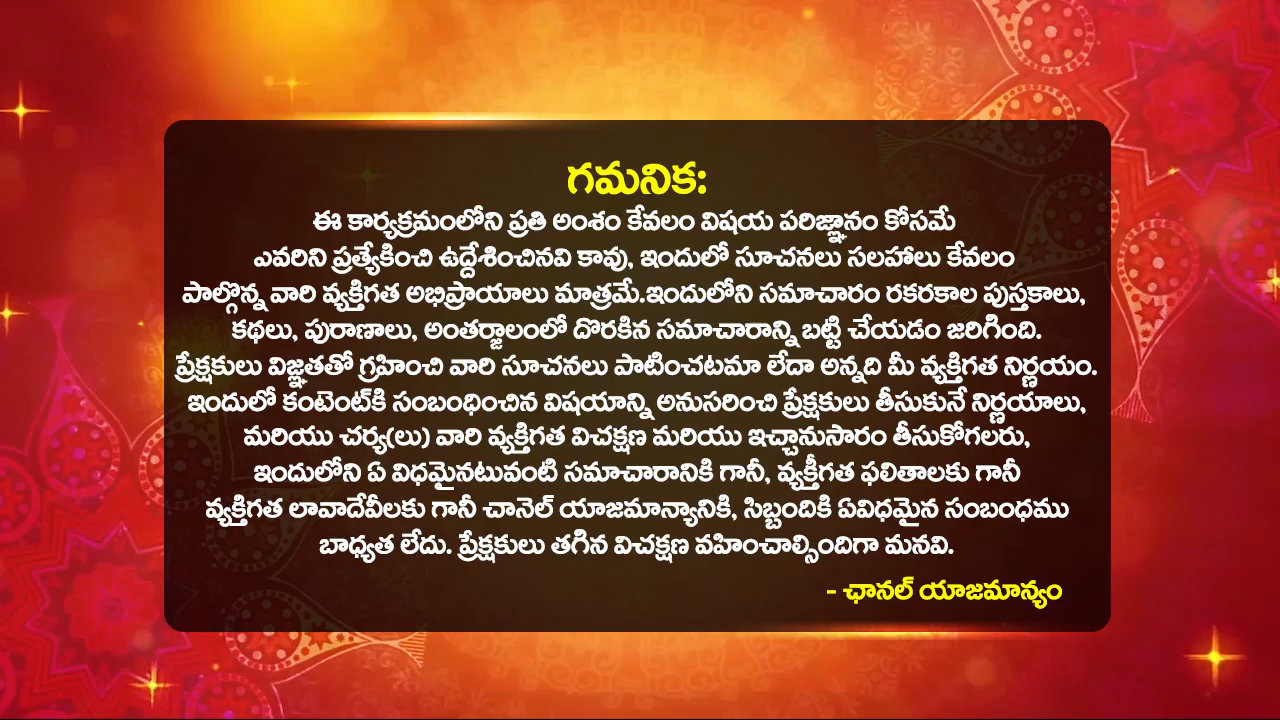 గమనిక:
ఈ కార్యక్రమంలోని ప్రతి అంశం కేవలం విషయ పరిజ్ఞానం కోసమే
ఎవరిని ప్రత్యేకించి ఉద్దేశించినవి కావు, ఇందులో సూచనలు సలహాలు కేవలం
పాల్గొన్న వారి వ్యక్తిగత అభిప్రాయాలు మాత్రమే.ఇందులోని సమాచారం రకరకాల పుస్తకాలు,
కథలు, పురాణాలు, అంతర్జాలంలో దొరకిన సమాచారాన్ని బట్టి చేయడం జరిగింది.
ప్రేక్షకులు విజ్ఞతతో గ్రహించి వారి సూచనలు పాటించటమా లేదా అన్నది మీ వ్యక్తిగత నిర్ణయం.
ఇందులో కంటెంట్‌కి సంబంధించిన విషయాన్ని అనుసరించి ప్రేక్షకులు తీసుకునే నిర్ణయాలు,
మరియు చర్య(లు) వారి వ్యక్తిగత విచక్షణ మరియు ఇచ్చానుసారం తీసుకోగలరు,
ఇందులోని ఏ విధమైనటువంటి సమాచారానికి గానీ, వ్యక్తీగత ఫలితాలకు గానీ
వ్యక్తిగత లావాదేవీలకు గానీ చానెల్ యాజమాన్యానికి, సిబ్బందికి ఏవిధమైన సంబంధము
బాధ్యత లేదు. ప్రేక్షకులు తగిన విచక్షణ వహించాల్సిందిగా మనవి.
- ఛానల్ యాజమాన్యం